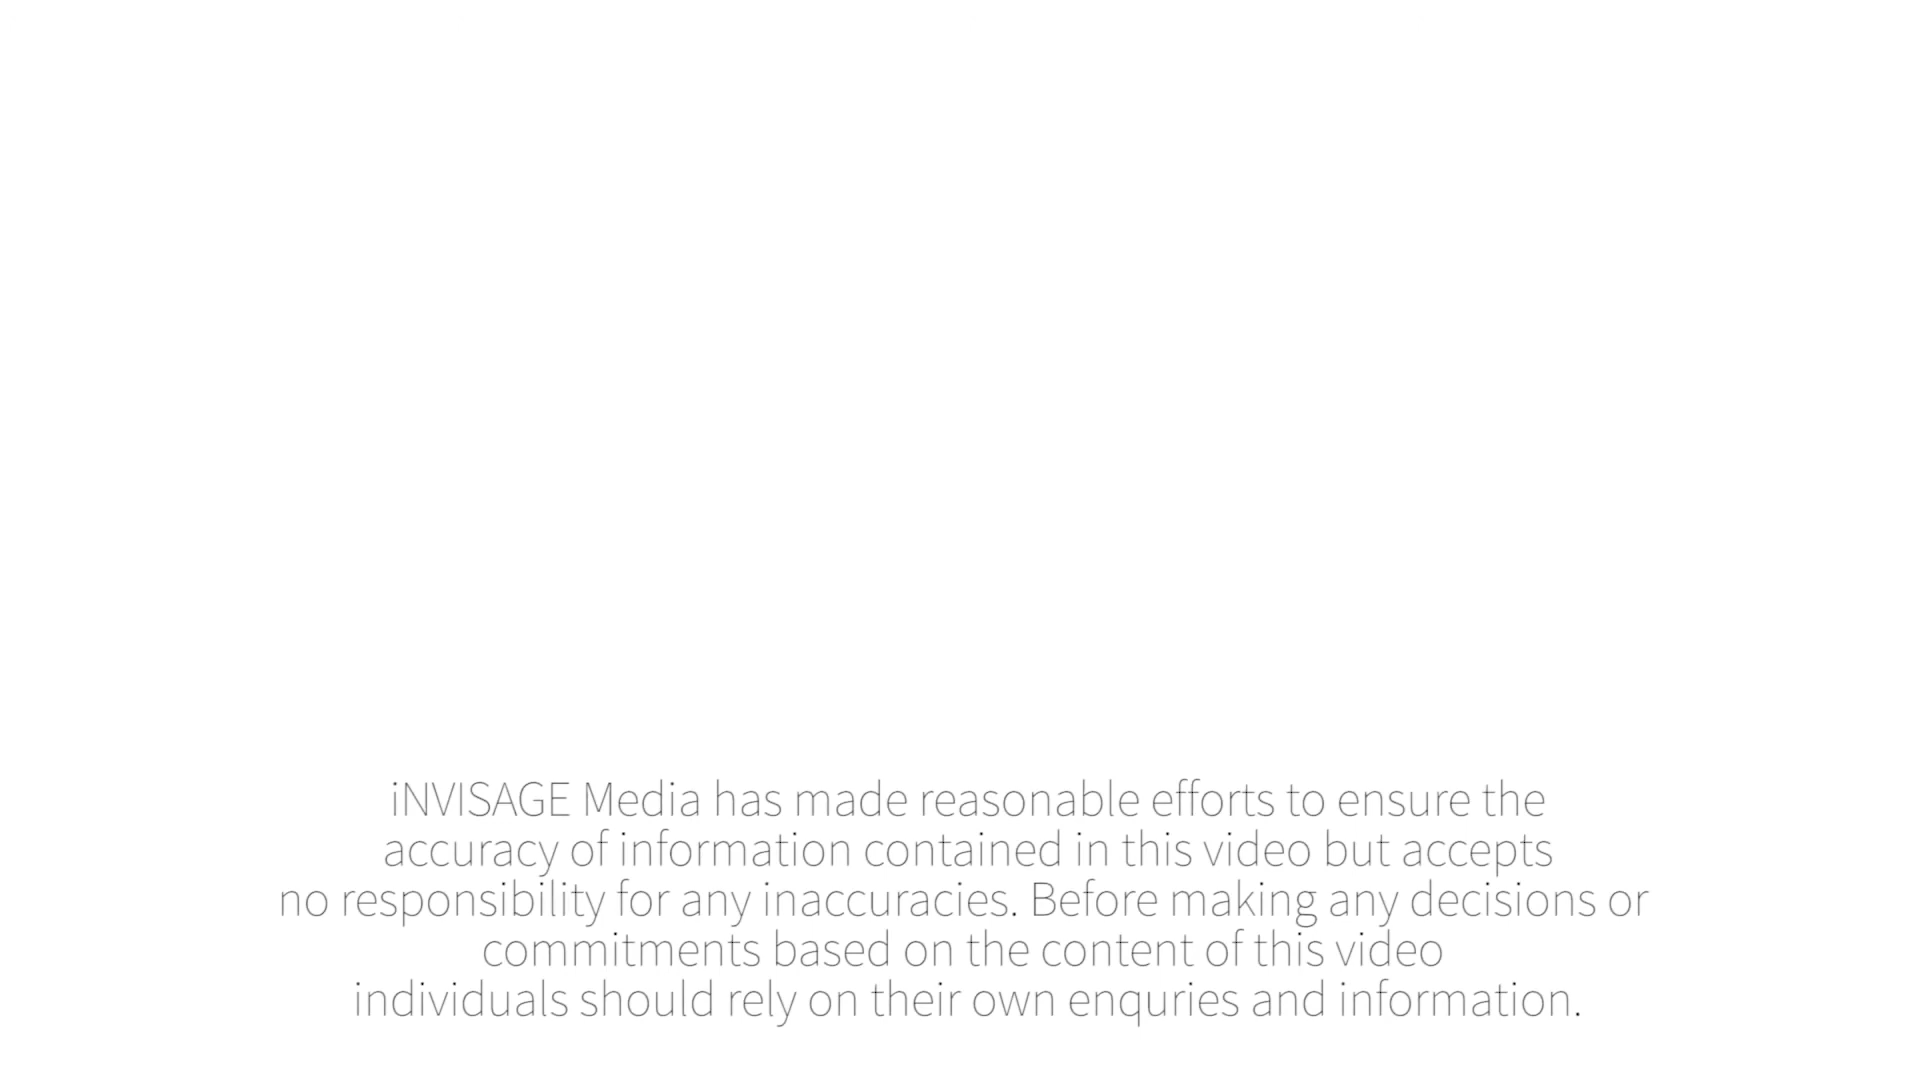 iNVISAGE Media has made reasonable efforts to ensure the
accuracy of information contained in this video but accepts
no responsibility for any inaccuracies. Before making any decisions or
commitments based on the content of this video
individuals should rely on their own enquries and information.